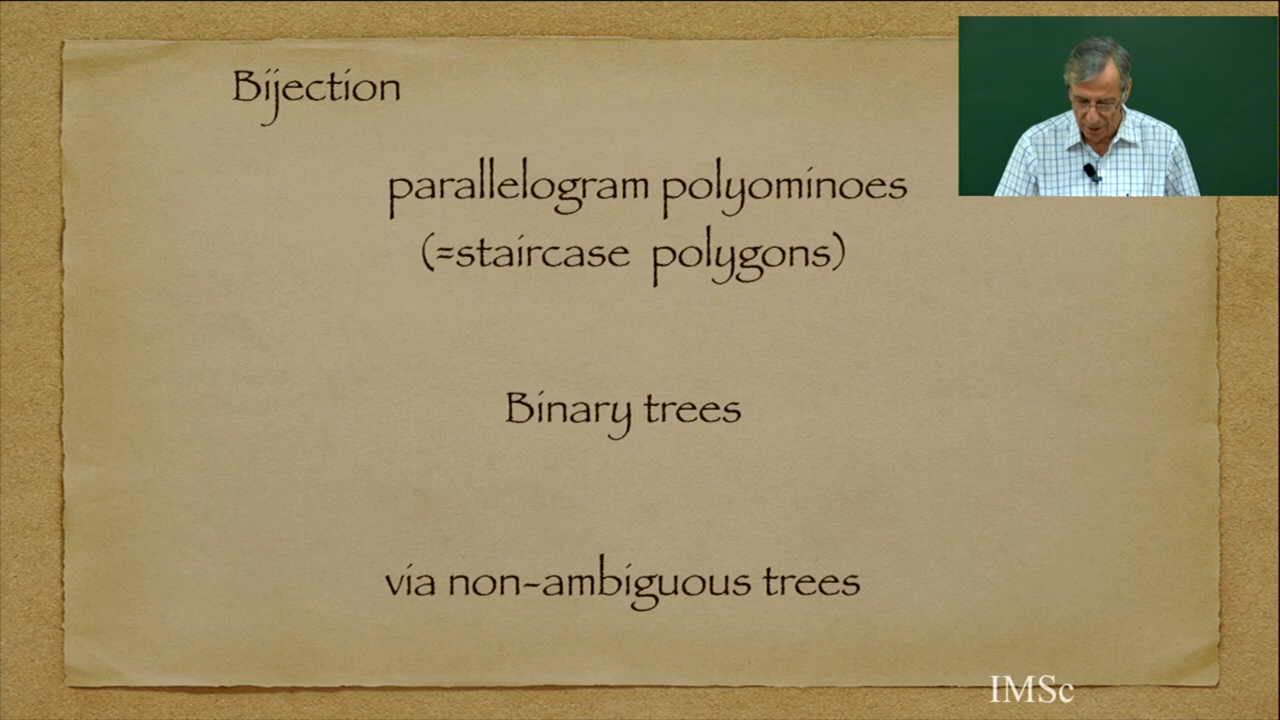 Bijection
parallelogram polyominoes
(=staircase polygons)
Binary trees
via non-ambiguous trees
IMSc